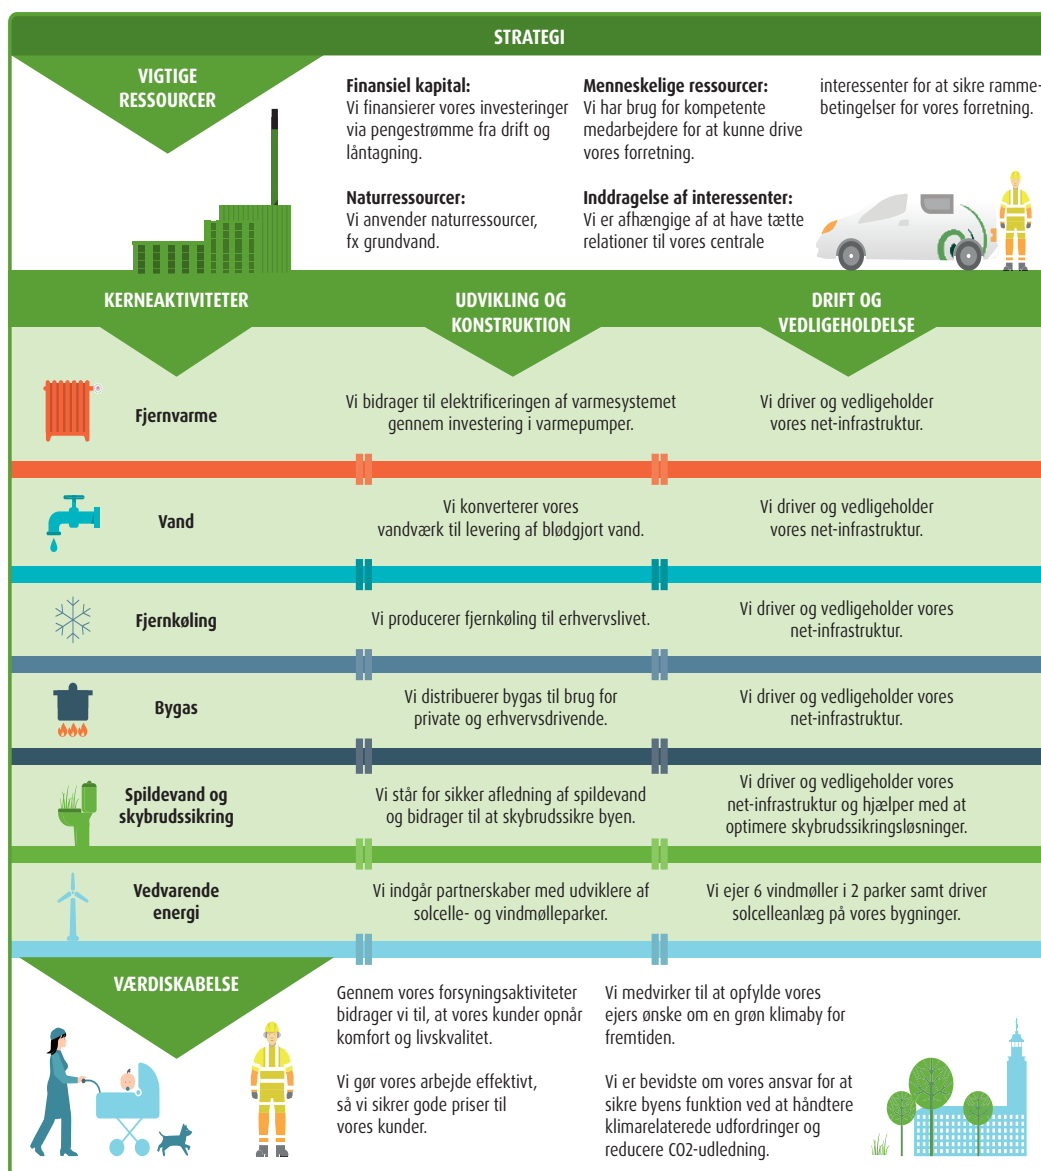 STRATEGI
VIGTIGE
RESSOURCER
Finansiel kapital:
Vi finansierer vores investeringer
via pengestrømme fra drift og
låntagning.
Naturressourcer:
Vi anvender naturressourcer,
fx grundvand.
Menneskelige ressourcer:
Vi har brug for kompetente
medarbejdere for at kunne drive
vores forretning.
Inddragelse af interessenter:
Vi er afhængige af at have tætte
relationer til vores centrale
interessenter for at sikre ramme-
betingelser for vores forretning.
KERNEAKTIVITETER
UDVIKLING OG
KONSTRUKTION
DRIFT OG
VEDLIGEHOLDELSE
Fjernvarme
Vi bidrager til elektrificeringen af varmesystemet
gennem investering i varmepumper.
Vi driver og vedligeholder
vores net-infrastruktur.
Vand
Vi konverterer vores
vandværk til levering af blødgjort vand.
Vi driver og vedligeholder
vores net-infrastruktur.
Fjernkøling
Vi producerer fjernkøling til erhvervslivet.
Vi driver og vedligeholder vores
net-infrastruktur.
Bygas
Vi distribuerer bygas til brug for
private og erhvervsdrivende.
Vi driver og vedligeholder vores
net-infrastruktur.
Spildevand og
skybrudssikring
Vi står for sikker afledning af spildevand
og bidrager til at skybrudssikre byen.
Vi driver og vedligeholder vores
net-infrastruktur og hjælper med at
optimere skybrudssikringsløsninger.
Vedvarende
energi
Vi indgår partnerskaber med udviklere af
solcelle- og vindmølleparker.
Vi ejer 6 vindmøller i 2 parker samt driver
solcelleanlæg på vores bygninger.
VÆRDISKABELSE
Gennem vores forsyningsaktiviteter
bidrager vi til, at vores kunder opnår
komfort og livskvalitet.
Vi gør vores arbejde effektivt,
så vi sikrer gode priser til
vores kunder.
Vi medvirker til at opfylde vores
ejers ønske om en grøn klimaby for
fremtiden.
Vi er bevidste om vores ansvar for at
sikre byens funktion ved at håndtere
klimarelaterede udfordringer og
reducere CO2-udledning.